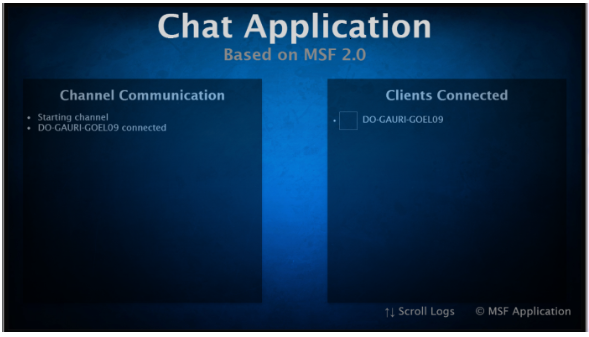 Chat Application
Based on MSF 2.0
Channel Communication
• Starting channel
• DO-GAURI-GOEL09 connected
Clients Connected
• DO-GAURI-GOEL09
↑↓ Scroll Logs
© MSF Application